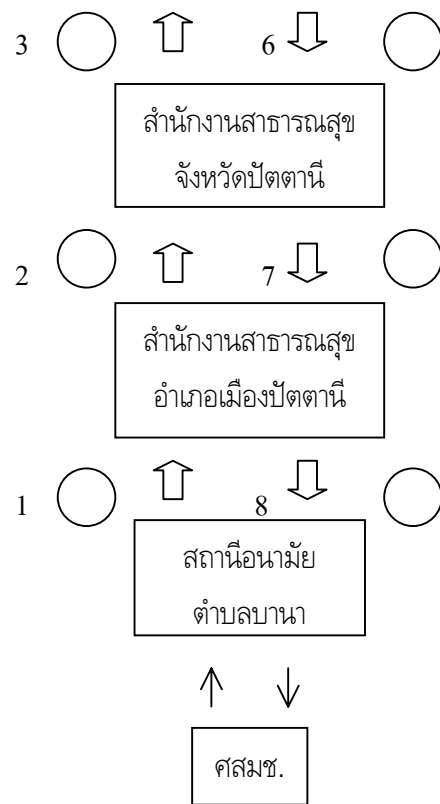 3 6
สำนักงานสาธารณสุข
จังหวัดปัตตานี
2 7
สำนักงานสาธารณสุข
อำเภอเมืองปัตตานี
1 8
สถานีอนามัย
ตำบลบานา
ศสมช.